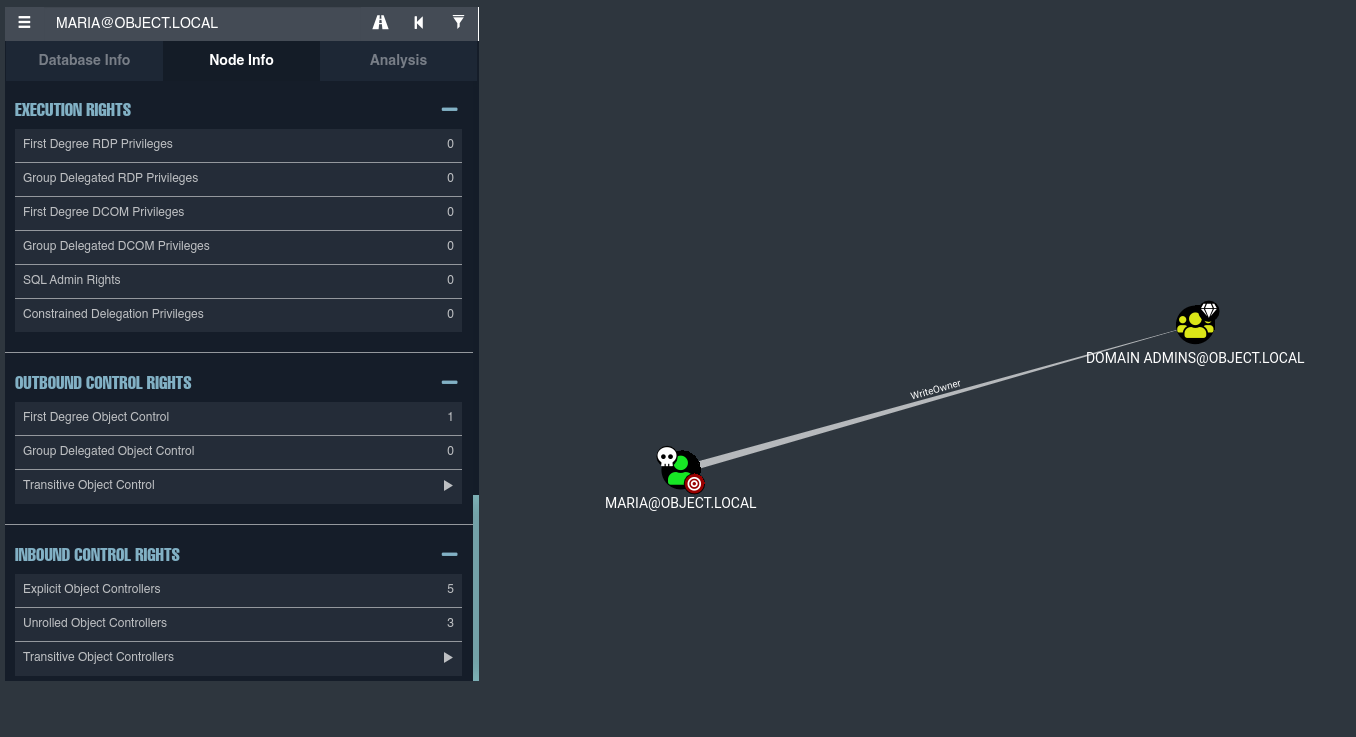 MARIA@OBJECT.LOCAL
Database Info Node Info Analysis
EXECUTION RIGHTS
First Degree RDP Privileges 0
Group Delegated RDP Privileges 0
First Degree DCOM Privileges 0
Group Delegated DCOM Privileges 0
SQL Admin Rights 0
Constrained Delegation Privileges 0
OUTBOUND CONTROL RIGHTS
First Degree Object Control 1
Group Delegated Object Control 0
Transitive Object Control
INBOUND CONTROL RIGHTS
Explicit Object Controllers 5
Unrolled Object Controllers 3
Transitive Object Controllers
DOMAIN ADMINS@OBJECT.LOCAL
WriteOwner
MARIA@OBJECT.LOCAL